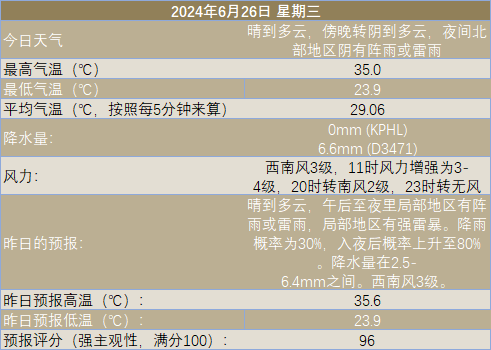 2024年6月26日 星期三
今日天气
晴到多云，傍晚转阴到多云，夜间北
部地区阴有阵雨或雷雨
最高气温（℃）
35.0
最低气温（℃）
23.9
平均气温（℃，按照每5分钟来算）
29.06
降水量：
0mm (KPHL)
6.6mm (D3471)
风力：
西南风3级，11时风力增强为3-
4级，20时转南风2级，23时转无风
昨日的预报：
晴到多云，午后至夜里局部地区有阵
雨或雷雨，局部地区有强雷暴。降雨
概率为30%，入夜后概率上升至80%
。降水量在2.5-
6.4mm之间。西南风3级。
昨日预报高温（℃）：
35.6
昨日预报低温（℃）：
23.9
预报评分（强主观性，满分100）：
96